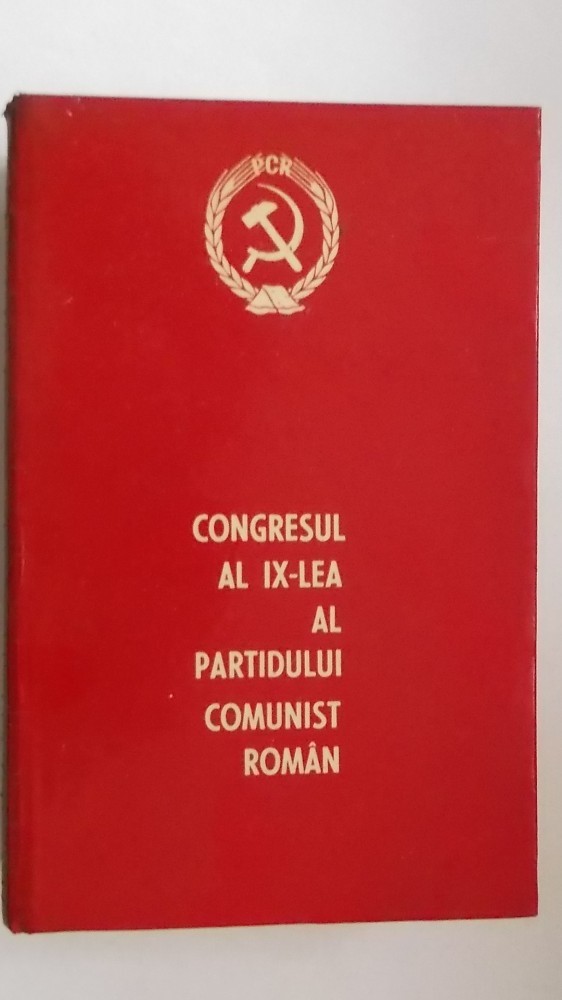 PCR
CONGRESUL
AL IX-LEA
AL
PARTIDULUI
COMUNIST
ROMÂN